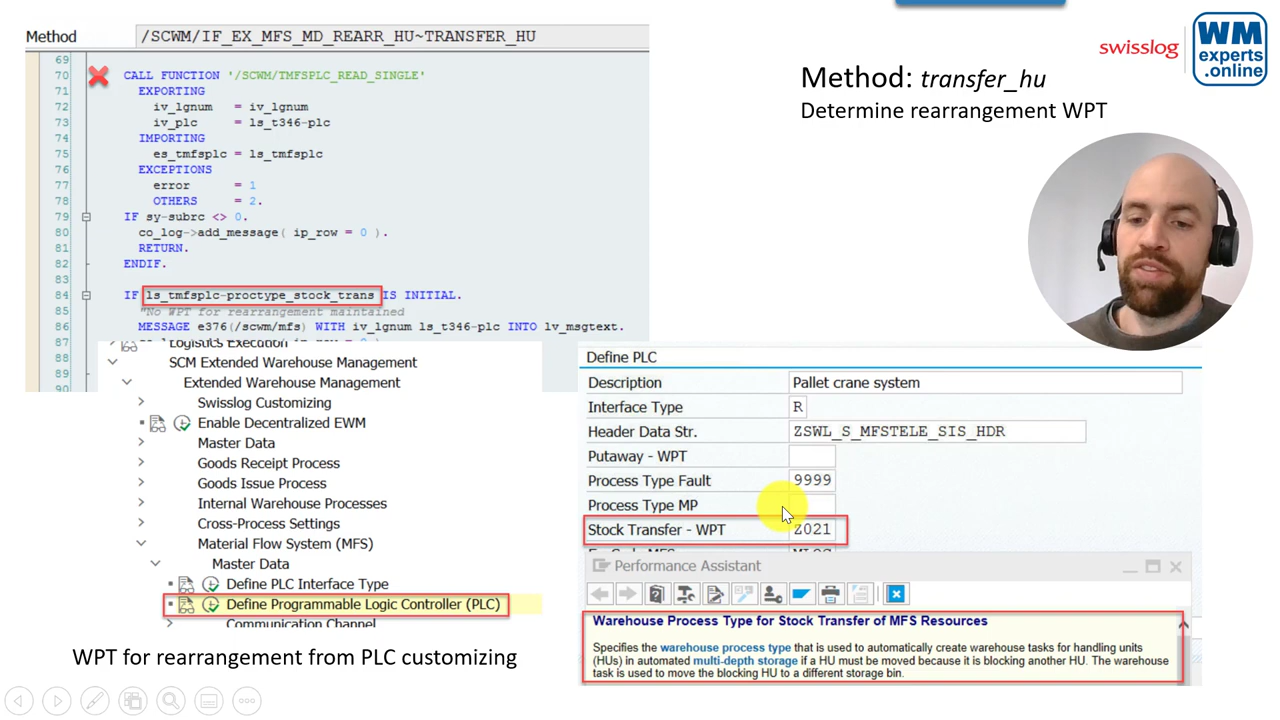 Method /SCWM/IF_EX_MFS_MD_REARR_HU~TRANSFER_HU
69
70 CALL FUNCTION '/SCWM/TMFSPLC_READ_SINGLE'
71 EXPORTING
72 iv_lgnum = iv_lgnum
73 iv_plc = ls_t346-plc
74 IMPORTING
75 es_tmfsplc = ls_tmfsplc
76 EXCEPTIONS
77 error = 1
78 OTHERS = 2.
79 IF sy-subrc <> 0.
80 co_log->add_message( ip_row = 0 ).
81 RETURN.
82 ENDIF.
83
84 IF ls_tmfsplc-proctype_stock_trans IS INITIAL.
85 "No WPT for rearrangement maintained
86 MESSAGE e376(/scwm/mfs) WITH iv_lgnum ls_t346-plc INTO lv_msgtext.
87
88
89
90
swisslog
WM
experts
.online
Method: transfer_hu
Determine rearrangement WPT
Logistics Execution
SCM Extended Warehouse Management
Extended Warehouse Management
Swisslog Customizing
Enable Decentralized EWM
Master Data
Goods Receipt Process
Goods Issue Process
Internal Warehouse Processes
Cross-Process Settings
Material Flow System (MFS)
Master Data
Define PLC Interface Type
Define Programmable Logic Controller (PLC)
Communication Channel
WPT for rearrangement from PLC customizing
Define PLC
Description Pallet crane system
Interface Type R
Header Data Str. ZSWL_S_MFSTELE_SIS_HDR
Putaway - WPT
Process Type Fault 9999
Process Type MP
Stock Transfer - WPT Z021
Performance Assistant
Warehouse Process Type for Stock Transfer of MFS Resources
Specifies the warehouse process type that is used to automatically create warehouse tasks for handling units
(HUs) in automated multi-depth storage if a HU must be moved because it is blocking another HU. The warehouse
task is used to move the blocking HU to a different storage bin.